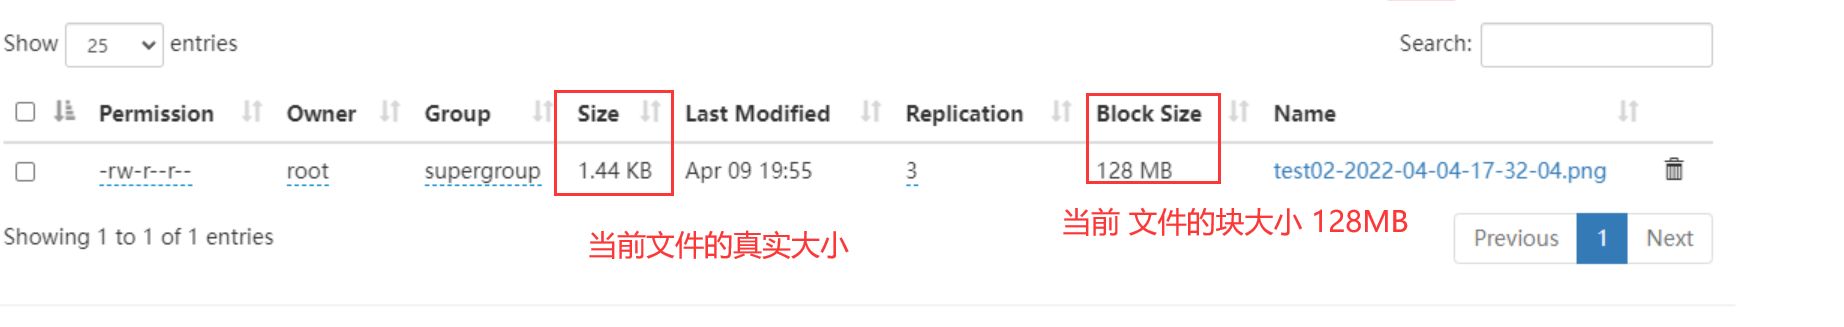 Show 25 entries
Search:
Permission Owner Group Size Last Modified Replication Block Size Name
-rw-r--r-- root supergroup 1.44 KB Apr 09 19:55 3 128 MB test02-2022-04-04-17-32-04.png
当前文件的真实大小
当前 文件的块大小 128MB
Showing 1 to 1 of 1 entries
Previous 1 Next